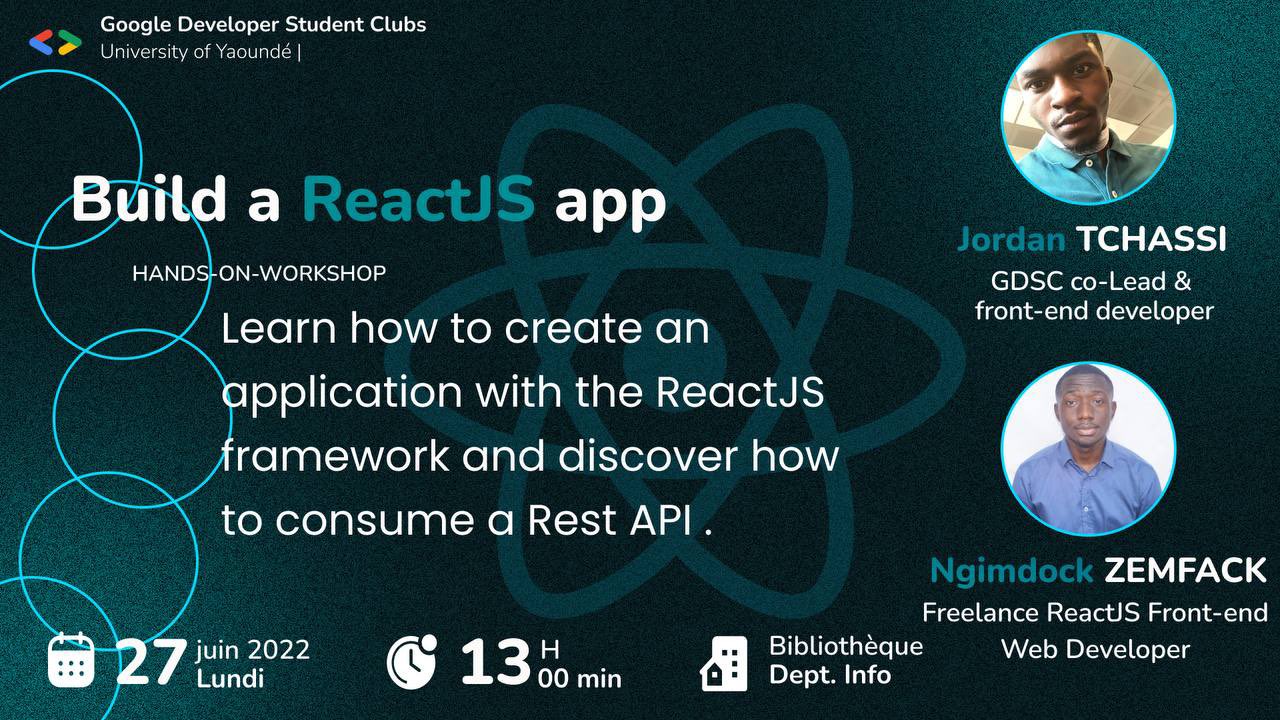 Google Developer Student Clubs
University of Yaoundé |
Build a ReactJS app
HANDS-ON-WORKSHOP
Learn how to create an
application with the ReactJS
framework and discover how
to consume a Rest API .
Jordan TCHASSI
GDSC co-Lead &
front-end developer
Ngimdock ZEMFACK
Freelance ReactJS Front-end
Web Developer
27 juin 2022
Lundi
13 H
00 min
Bibliothèque
Dept. Info